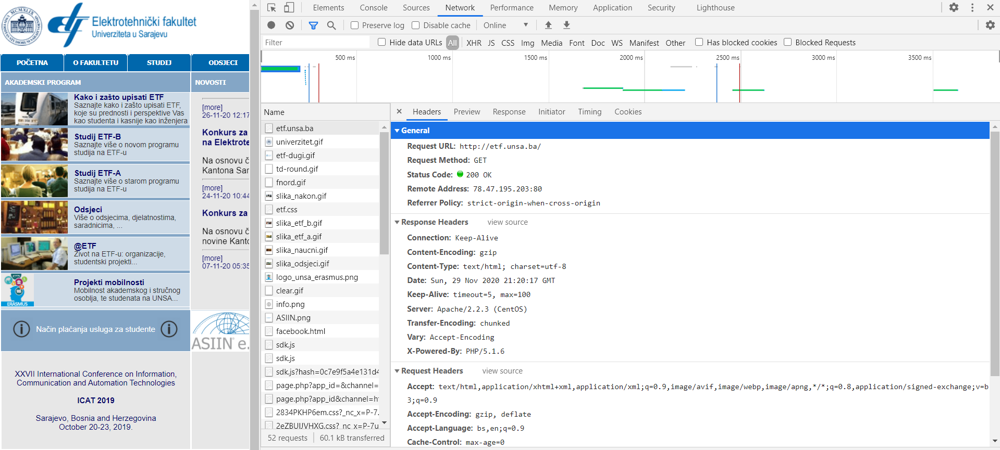 Elektrotehnički fakultet
Univerziteta u Sarajevu
POČETNA
O FAKULTETU
STUDIJ
ODSJECI
AKADEMSKI PROGRAM
NOVOSTI
Kako i zašto upisati ETF
Saznajte kako i zašto upisati ETF,
koje su prednosti i perspektive Vas
kao studenta i kasnije kao inženjera
Studij ETF-B
Saznajte više o novom programu
studija na ETF-u
Studij ETF-A
Saznajte više o starom programu
studija na ETF-u
Odsjeci
Više o odsjecima, djelatnostima,
saradnicima, ...
@ETF
Život na ETF-u: organizacije,
studentski projekti...
Projekti mobilnosti
Mobilnost akademskog i stručnog
osoblja, te studenata na UNSA...
ERASMUS
[more]
26-11-20 12:17
Konkurs za
na Elektrote
Na osnovu č
Kantona Sar
[more]
24-11-20 10:44
Konkurs za
Na osnovu č
novine Kanto
[more]
07-11-20 05:35
Način plaćanja usluga za studente
ASIIN e.
XXVII International Conference on Information,
Communication and Automation Technologies
ICAT 2019
Sarajevo, Bosnia and Herzegovina
October 20-23, 2019.
Elements Console Sources Network Performance Memory Application Security Lighthouse
Preserve log Disable cache Online
Filter Hide data URLs All XHR JS CSS Img Media Font Doc WS Manifest Other Has blocked cookies Blocked Requests
500 ms 1000 ms 1500 ms 2000 ms 2500 ms 3000 ms 3500 ms
Name
etf.unsa.ba
univerzitet.gif
etf-dugi.gif
td-round.gif
fnord.gif
slika_nakon.gif
etf.css
slika_etf_b.gif
slika_etf_a.gif
slika_naucni.gif
slika_odsjeci.gif
logo_unsa_erasmus.png
clear.gif
info.png
ASIIN.png
facebook.html
sdk.js
sdk.js
sdk.js?hash=0c7e9f5a4e131d4
page.php?app_id=&channel=
page.php?app_id&channel=ht
2834PKHP6em.css?_nc_x=P-7.
2eZBUIJVHXG.css?_nc_x=P-7u
52 requests 60.1 kB transferred
Headers Preview Response Initiator Timing Cookies
General
Request URL: http://etf.unsa.ba/
Request Method: GET
Status Code: 200 OK
Remote Address: 78.47.195.203:80
Referrer Policy: strict-origin-when-cross-origin
Response Headers view source
Connection: Keep-Alive
Content-Encoding: gzip
Content-Type: text/html; charset=utf-8
Date: Sun, 29 Nov 2020 21:20:17 GMT
Keep-Alive: timeout=5, max=100
Server: Apache/2.2.3 (CentOS)
Transfer-Encoding: chunked
Vary: Accept-Encoding
X-Powered-By: PHP/5.1.6
Request Headers view source
Accept: text/html,application/xhtml+xml,application/xml;q=0.9,image/avif,image/webp,image/apng,*/*;q=0.8,application/signed-exchange;v=b
3;q=0.9
Accept-Encoding: gzip, deflate
Accept-Language: bs,en;q=0.9
Cache-Control: max-age=0